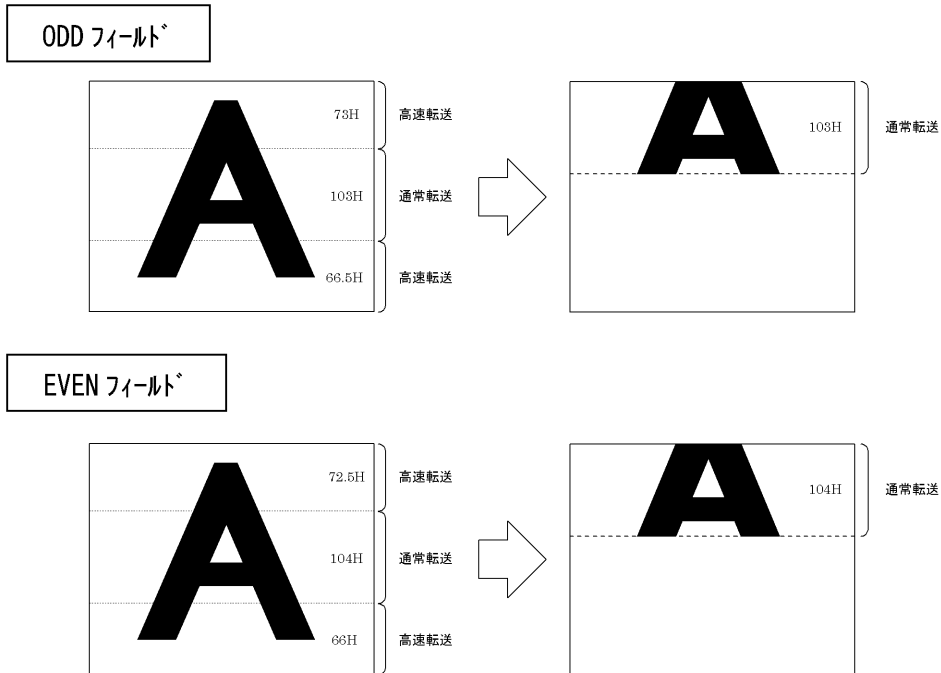 ODD フィールド
73H 高速転送
103H 通常転送
66.5H 高速転送
103H 通常転送
EVEN フィールド
72.5H 高速転送
104H 通常転送
66H 高速転送
104H 通常転送